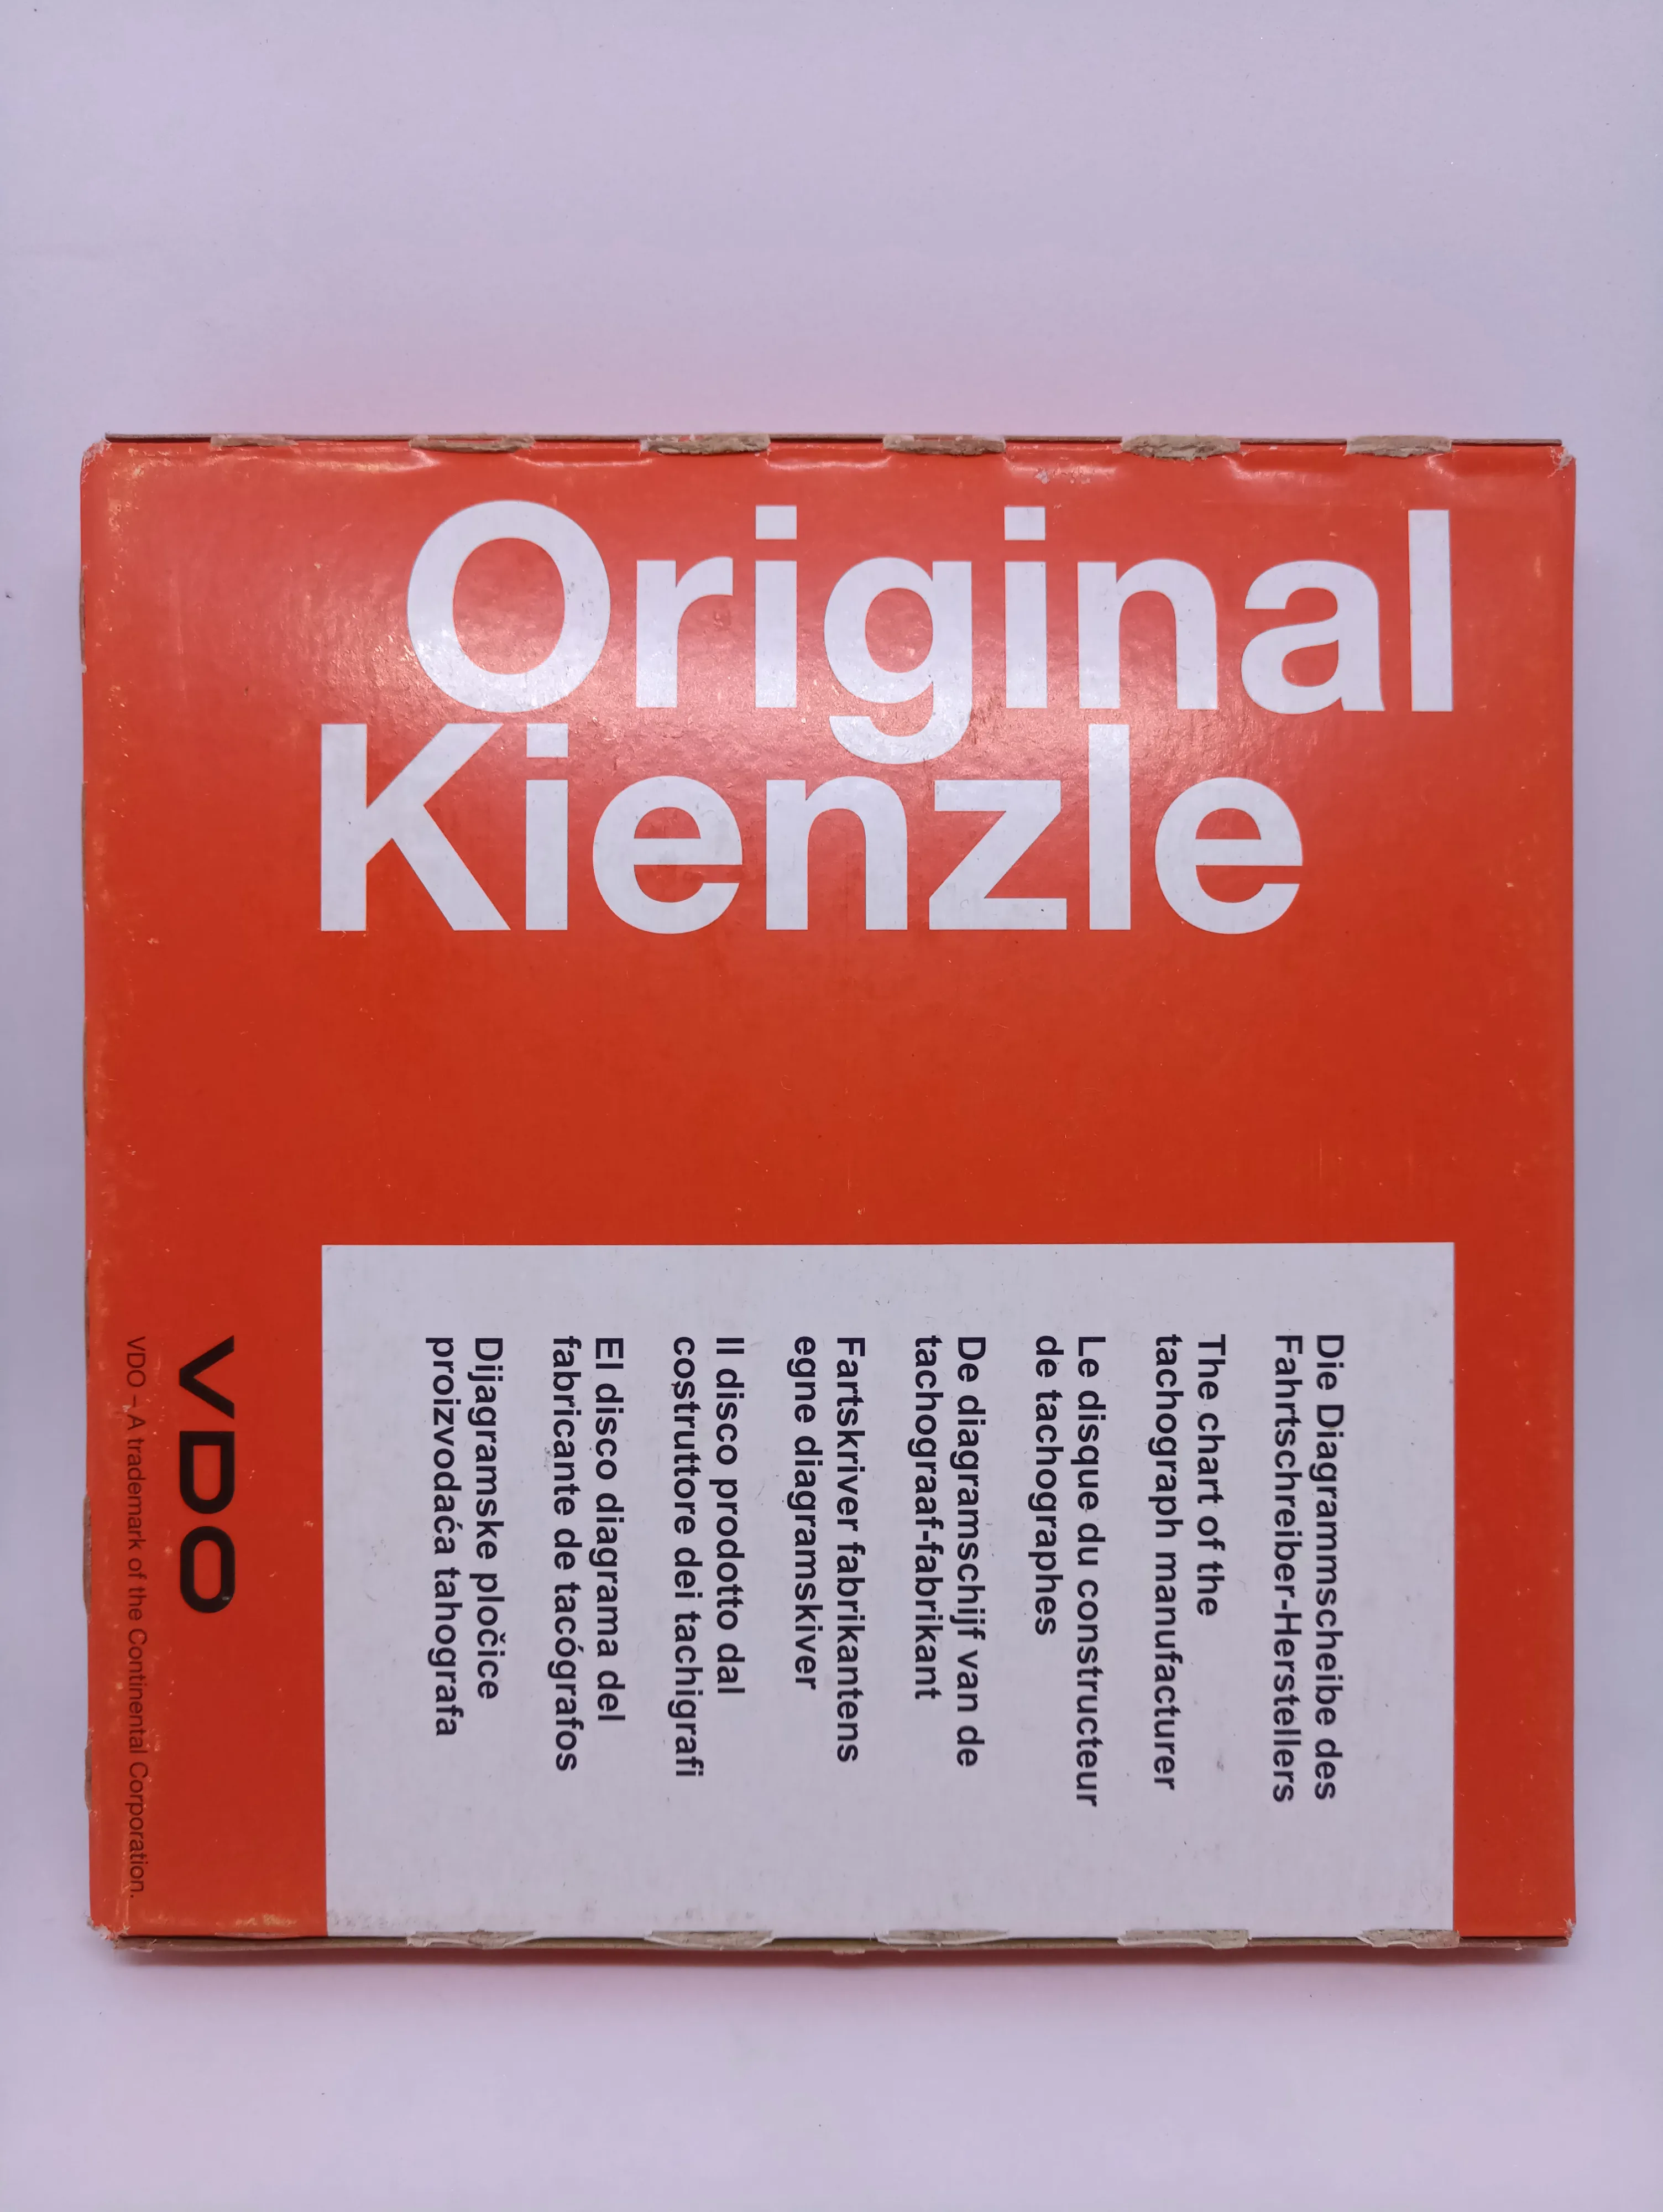 Original
Kienzle
Die Diagrammscheibe des
Fahrtschreiber-Herstellers
The chart of the
tachograph manufacturer
Le disque du constructeur
de tachographes
De diagramschijf van de
tachograaf-fabrikant
Fartskriver fabrikantens
egne diagramskiver
Il disco prodotto dal
costruttore dei tachigrafi
El disco diagrama del
fabricante de tacógrafos
Dijagramske pločice
proizvođača tahografa
VDO
VDO – A trademark of the Continental Corporation.